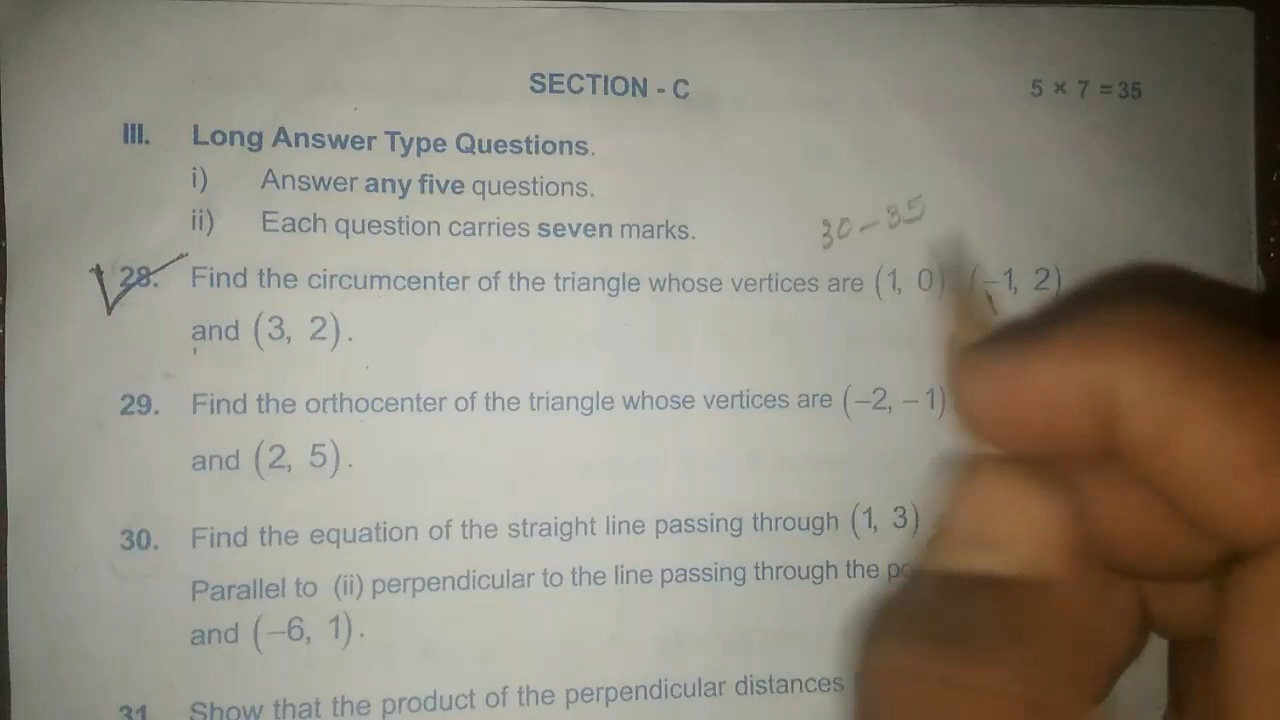 SECTION - C
5 × 7 = 35
III. Long Answer Type Questions.
i) Answer any five questions.
ii) Each question carries seven marks.
30-35
28. Find the circumcenter of the triangle whose vertices are (1, 0) (-1, 2)
and (3, 2).
29. Find the orthocenter of the triangle whose vertices are (-2, -1)
and (2, 5).
30. Find the equation of the straight line passing through (1, 3)
Parallel to (ii) perpendicular to the line passing through the
and (-6, 1).
31. Show that the product of the perpendicular distances